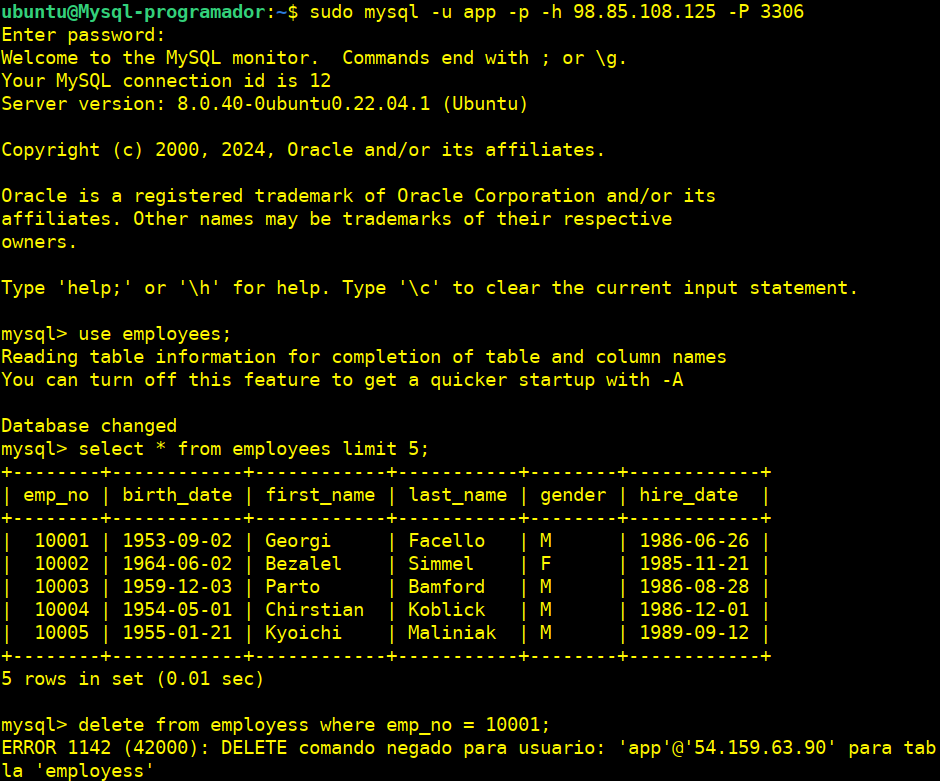 ubuntu@Mysql-programador:~$ sudo mysql -u app -p -h 98.85.108.125 -P 3306
Enter password:
Welcome to the MySQL monitor.  Commands end with ; or \g.
Your MySQL connection id is 12
Server version: 8.0.40-0ubuntu0.22.04.1 (Ubuntu)

Copyright (c) 2000, 2024, Oracle and/or its affiliates.

Oracle is a registered trademark of Oracle Corporation and/or its
affiliates. Other names may be trademarks of their respective
owners.

Type 'help;' or '\h' for help. Type '\c' to clear the current input statement.

mysql> use employees;
Reading table information for completion of table and column names
You can turn off this feature to get a quicker startup with -A

Database changed
mysql> select * from employees limit 5;
+--------+------------+------------+-----------+--------+------------+
| emp_no | birth_date | first_name | last_name | gender | hire_date  |
+--------+------------+------------+-----------+--------+------------+
|  10001 | 1953-09-02 | Georgi     | Facello   | M      | 1986-06-26 |
|  10002 | 1964-06-02 | Bezalel    | Simmel    | F      | 1985-11-21 |
|  10003 | 1959-12-03 | Parto      | Bamford   | M      | 1986-08-28 |
|  10004 | 1954-05-01 | Chirstian  | Koblick   | M      | 1986-12-01 |
|  10005 | 1955-01-21 | Kyoichi    | Maliniak  | M      | 1989-09-12 |
+--------+------------+------------+-----------+--------+------------+
5 rows in set (0.01 sec)

mysql> delete from employess where emp_no = 10001;
ERROR 1142 (42000): DELETE comando negado para usuario: 'app'@'54.159.63.90' para tab
la 'employess'